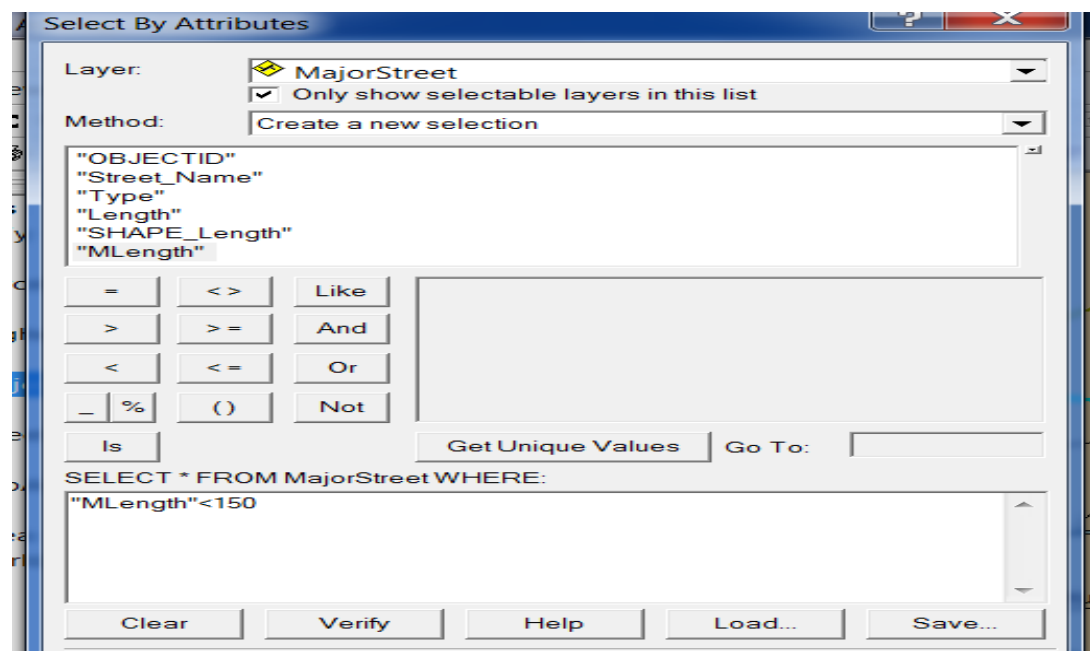 Select By Attributes
?
X
Layer: MajorStreet
Only show selectable layers in this list
Method: Create a new selection
"OBJECTID"
"Street_Name"
"Type"
"Length"
"SHAPE_Length"
"MLength"
= < > Like
> > = And
< < = Or
_ % () Not
Is Get Unique Values Go To:
SELECT * FROM MajorStreet WHERE:
"MLength"<150
Clear Verify Help Load... Save...